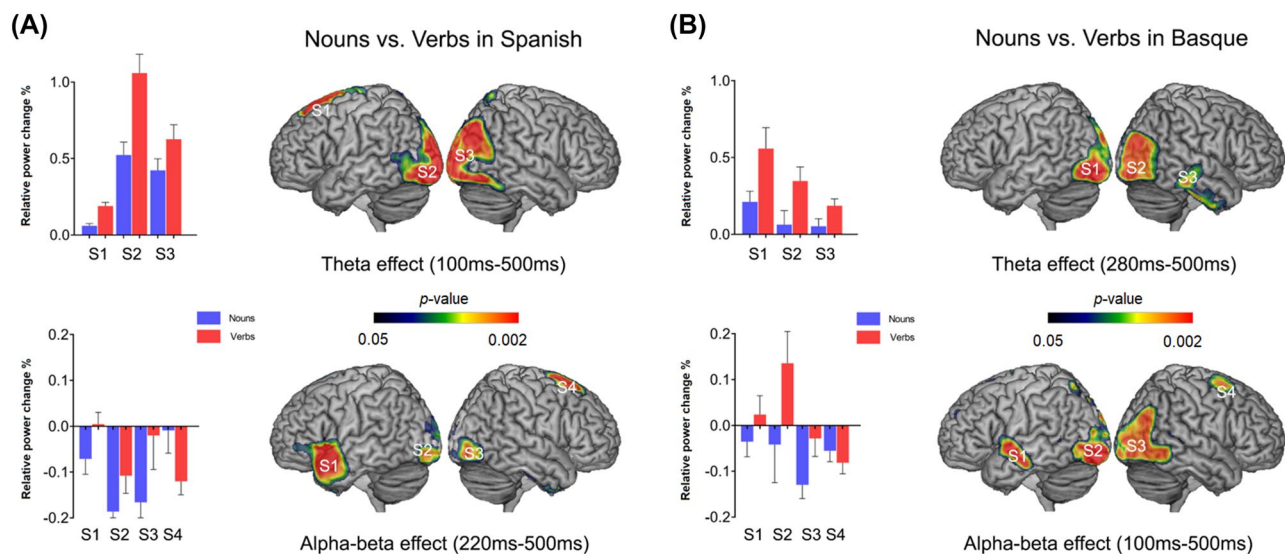 (A)
Nouns vs. Verbs in Spanish
Relative power change %
1.0
0.5
0.0
S1 S2 S3
S1
S2
S3
Theta effect (100ms-500ms)
Nouns
Verbs
p-value
0.05 0.002
Relative power change %
0.2
0.1
0.0
-0.1
-0.2
S1 S2 S3 S4
S1
S2
S3
S4
Alpha-beta effect (220ms-500ms)
(B)
Nouns vs. Verbs in Basque
Relative power change %
1.0
0.5
0.0
S1 S2 S3
S1
S2
S3
Theta effect (280ms-500ms)
Nouns
Verbs
p-value
0.05 0.002
Relative power change %
0.2
0.1
0.0
-0.1
-0.2
S1 S2 S3 S4
S1
S2
S3
S4
Alpha-beta effect (100ms-500ms)